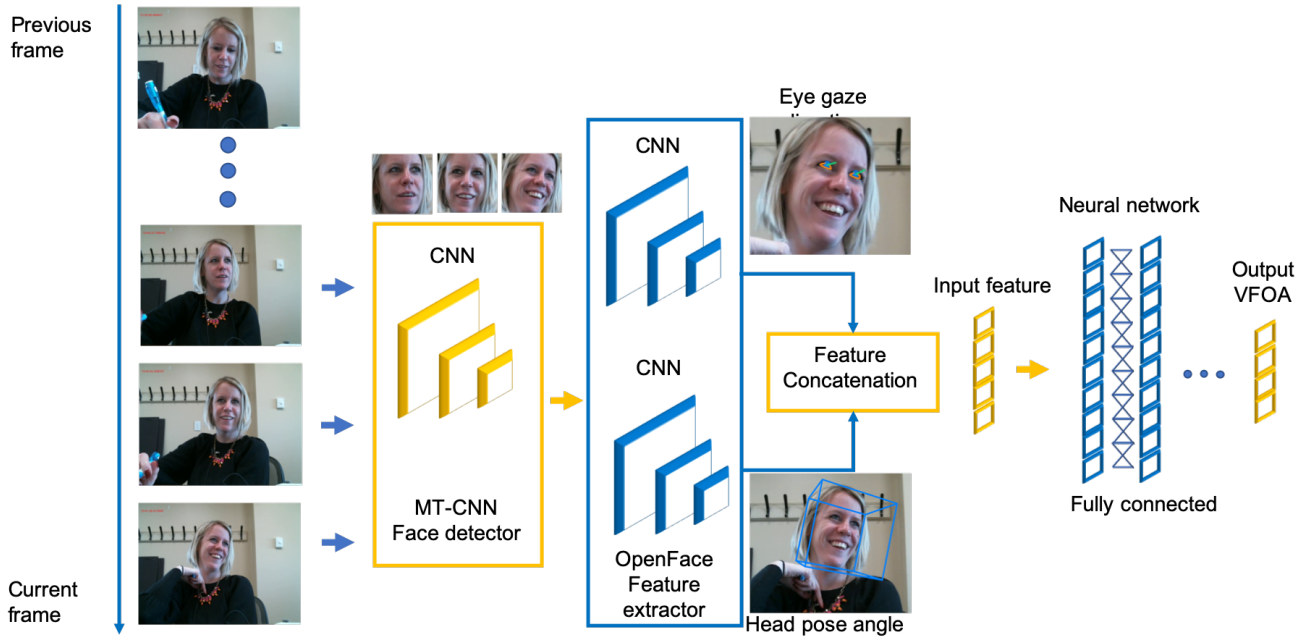 Previous
frame
Current
frame
CNN
MT-CNN
Face detector
CNN
CNN
OpenFace
Feature
extractor
Eye gaze
Head pose angle
Feature
Concatenation
Input feature
Neural network
Fully connected
Output
VFOA